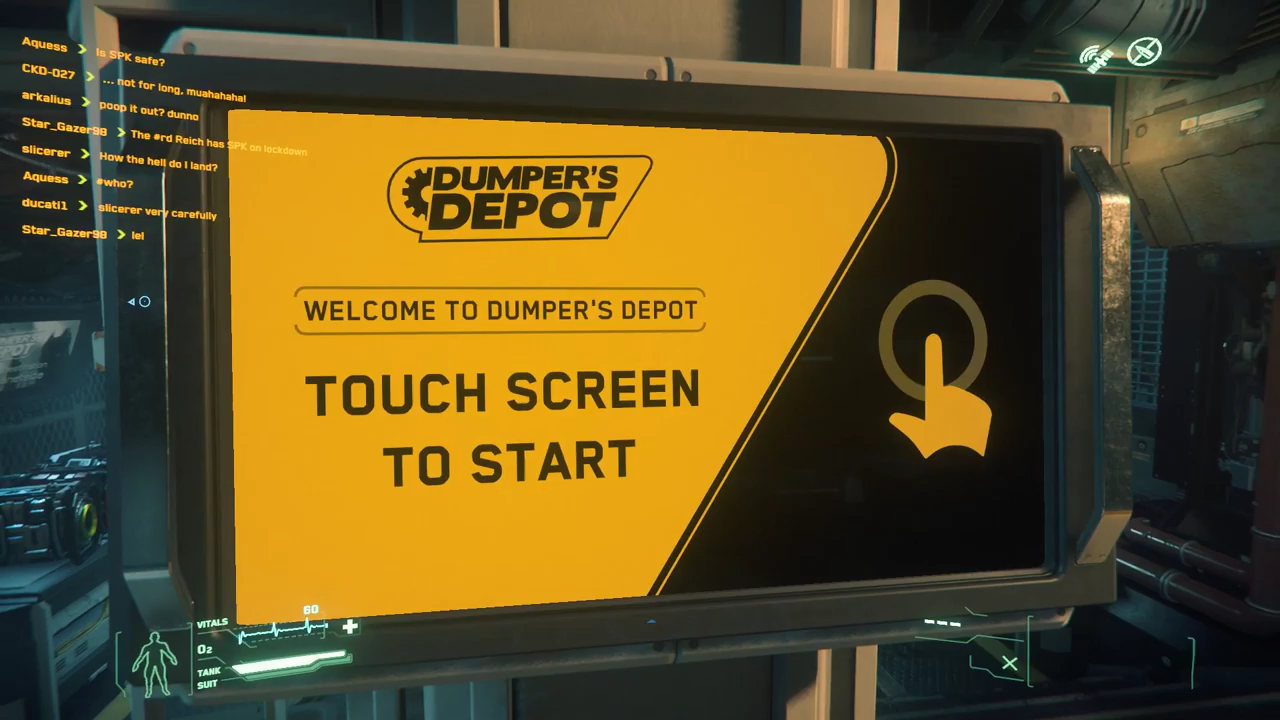 Aquess > Is SPK safe?
CKD-027 > ... not for long, muahahaha!
arkalius > poop it out? dunno
Star_Gazer98 > The #rd Reich has SPK on lockdown
slicerer > How the hell do I land?
Aquess > #who?
ducati1 > slicerer very carefully
Star_Gazer98 > lel
DUMPER'S
DEPOT
WELCOME TO DUMPER'S DEPOT
TOUCH SCREEN
TO START
60
VITALS
O2
TANK
SUIT